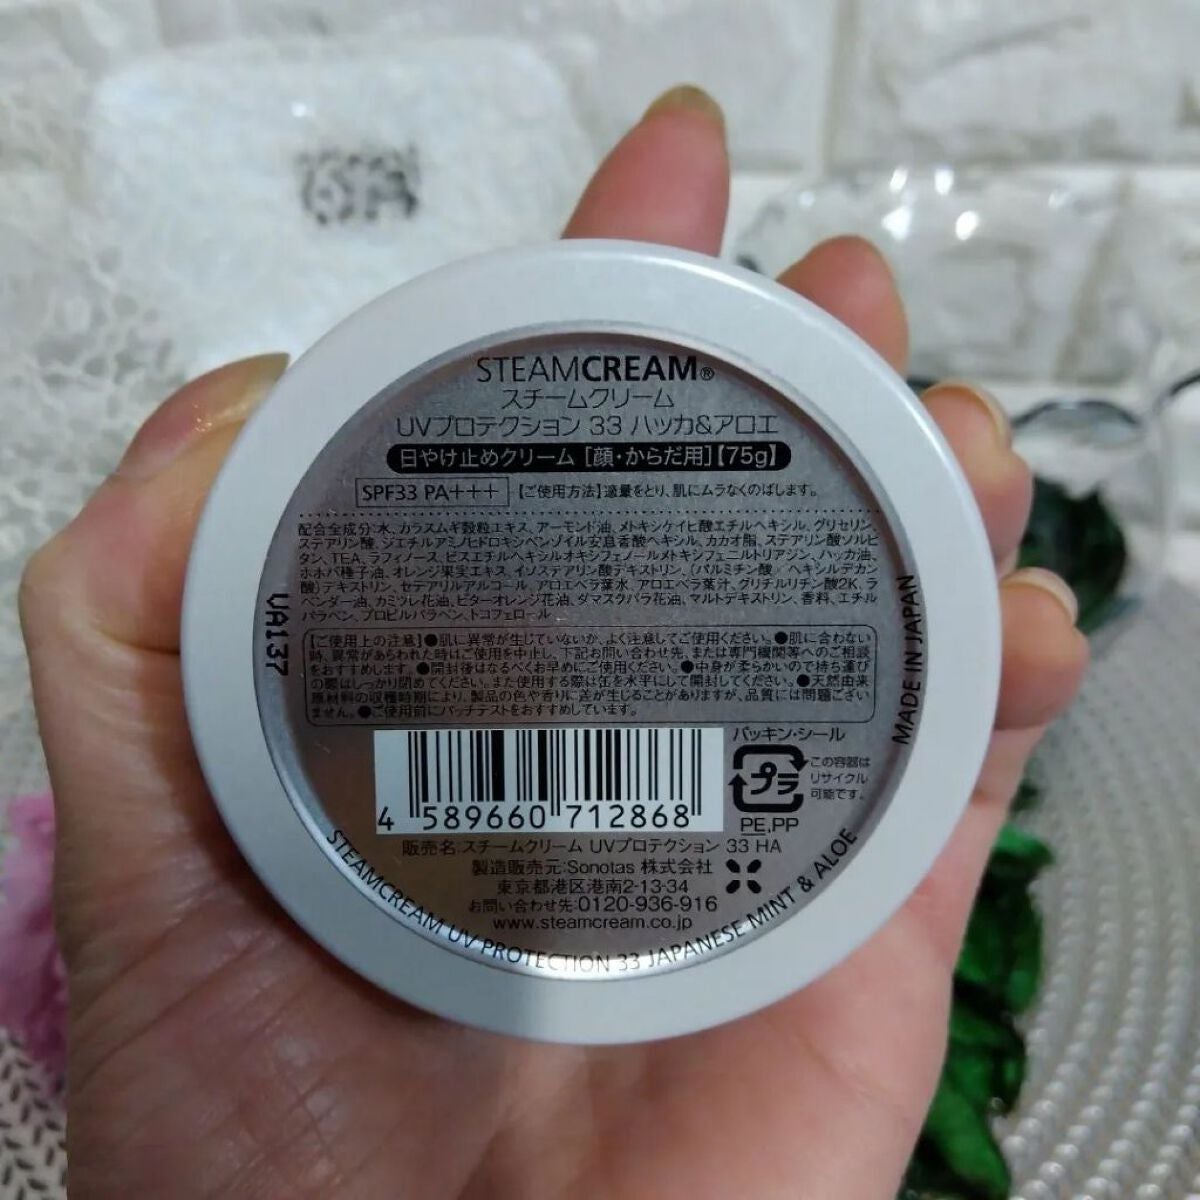 STEAMCREAM®
スチームクリーム
UVプロテクション 33 ハッカ&アロエ
日やけ止めクリーム [顔・からだ用]【75g】
SPF33 PA+++ 【ご使用方法】適量をとり、肌にムラなくのばします。
配合全成分:水、カラスムギ穀粒エキス、アーモンド油、メトキシケイヒ酸エチルヘキシル、グリセリン、
ステアリン酸、ジエチルアミノヒドロキシベンゾイル安息香酸ヘキシル、カカオ脂、ステアリン酸ソルビ
タン、TEA、ラフィノース、ビスエチルヘキシルオキシフェノールメトキシフェニルトリアジン、ハッカ油、
ホホバ種子油、オレンジ果実エキス、イソステアリン酸デキストリン、(パルミチン酸/ヘキシルデカン
酸)デキストリン、セテアリルアルコール、アロエベラ葉水、アロエベラ葉汁、グリチルリチン酸2K、ラ
ベンダー油、カミツレ花油、ビターオレンジ花油、ダマスクバラ花油、マルトデキストリン、香料、エチル
パラベン、プロピルパラベン、トコフェロール
【ご使用上の注意】●肌に異常が生じていないか、よく注意してご使用ください。●肌に合わない
時、異常があらわれた時はご使用を中止し、下記お問い合わせ先、または専門機関等へのご相談
をおすすめします。●開封後はなるべくお早めにご使用ください。●中身が柔らかいので持ち運び
の際はしっかり閉めてください。また使用する際は缶を水平にして開封してください。●天然由来
原材料の収穫時期により、製品の色や香りに差が生じることがありますが、品質には問題ござい
ません。●ご使用前にパッチテストをおすすめしています。
パッキン・シール
プラ
この容器は
リサイクル
可能です。
PE,PP
4 589660 712868
販売名:スチームクリーム UVプロテクション 33 HA
製造販売元:Sonotas 株式会社
東京都港区港南2-13-34
お問い合わせ先:0120-936-916
www.steamcream.co.jp
STEAMCREAM UV PROTECTION 33 JAPANESE MINT & ALOE
MADE IN JAPAN
UA137